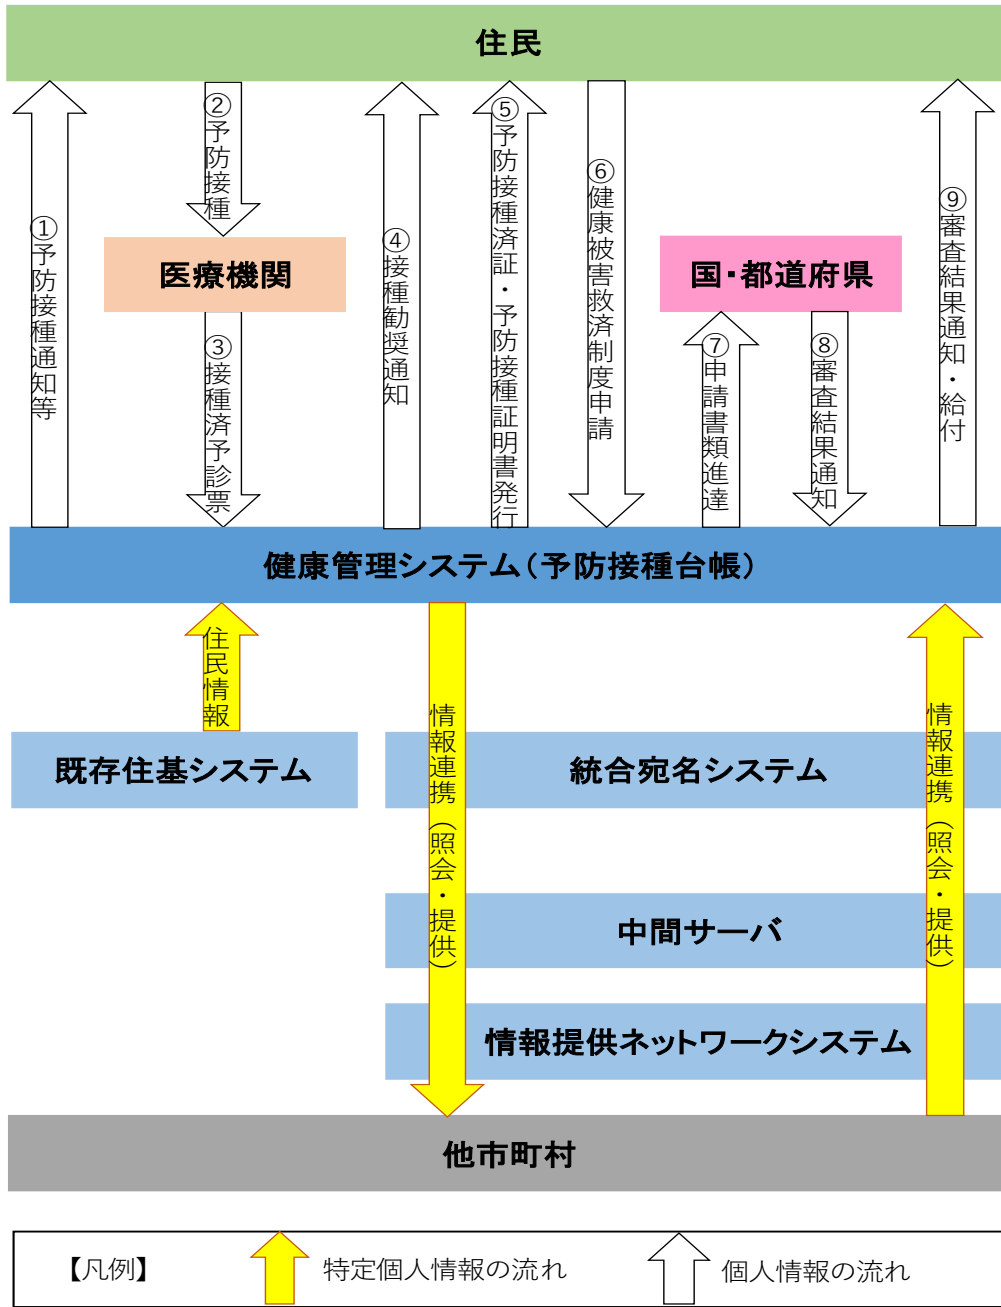 住民
①予防接種通知等
②予防接種
医療機関
③接種済予診票
④接種勧奨通知
⑤予防接種済証・予防接種証明書発行
⑥健康被害救済制度申請
国・都道府県
⑦申請書類進達
⑧審査結果通知
⑨審査結果通知・給付
健康管理システム(予防接種台帳)
住民情報
既存住基システム
情報連携(照会・提供)
統合宛名システム
中間サーバ
情報提供ネットワークシステム
情報連携(照会・提供)
他市町村
【凡例】
特定個人情報の流れ
個人情報の流れ